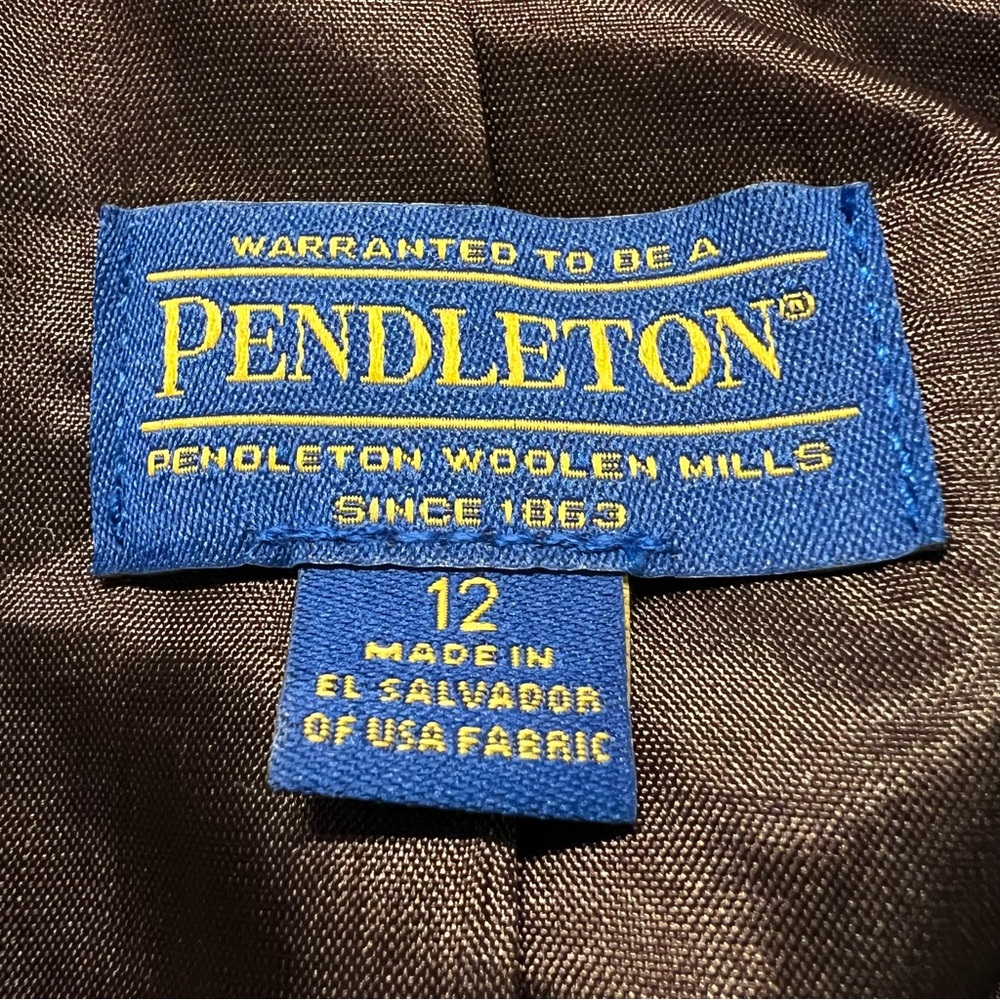 WARRANTED TO BE A
PENDLETON®
PENDLETON WOOLEN MILLS
SINCE 1863
12
MADE IN
EL SALVADOR
OF USA FABRIC